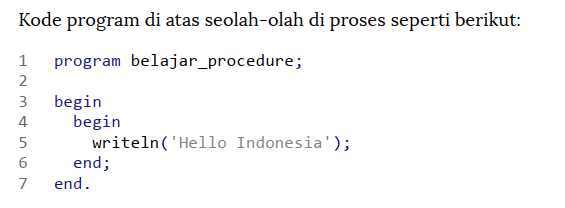 Kode program di atas seolah-olah di proses seperti berikut:
1 program belajar_procedure;
2
3 begin
4 begin
5 writeln('Hello Indonesia');
6 end;
7 end.